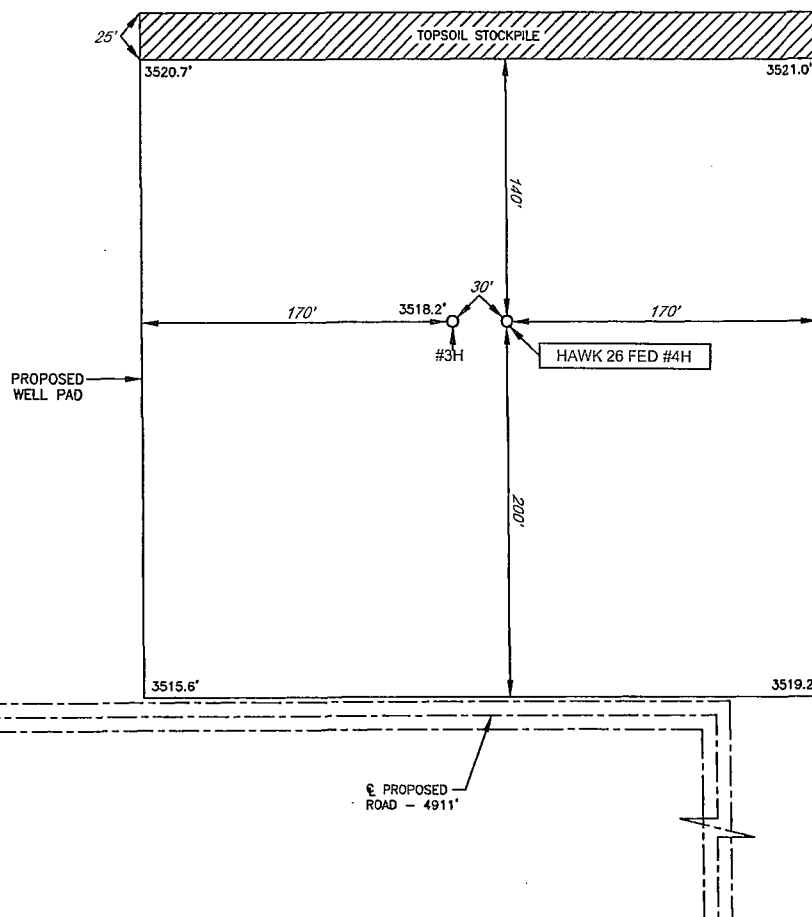 25'
TOPSOIL STOCKPILE
3520.7'
3521.0'
140'
30'
170'
3518.2'
170'
#3H
HAWK 26 FED #4H
PROPOSED
WELL PAD
200'
3515.6'
3519.2
℄ PROPOSED
ROAD - 4911'